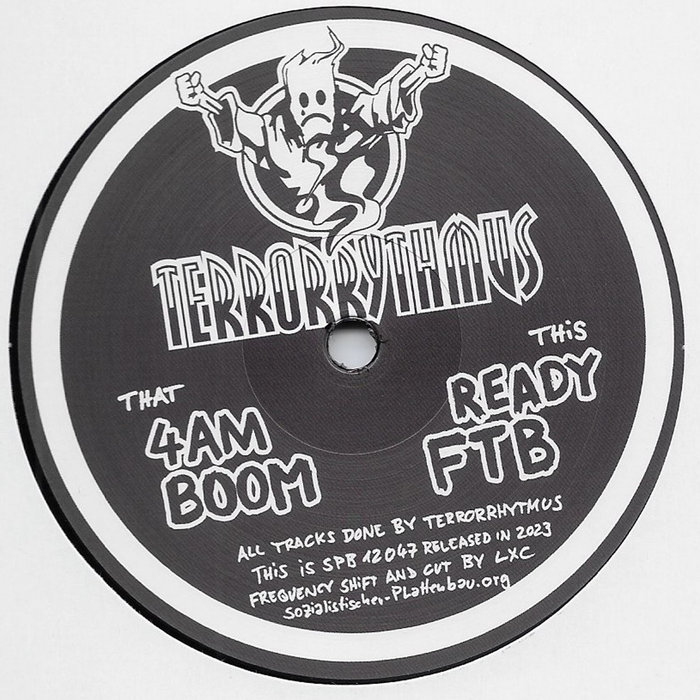 TERRORRYTHMUS
THAT
4AM
BOOM
THiS
READY
FTB
ALL TRACKS DONE BY TERRORRHYTMUS
THiS iS SPB 12047 RELEASED iN 2023
FREQUENCY SHiFT AND CUT BY LXC
SOZiAListischer-PLattenbau.org